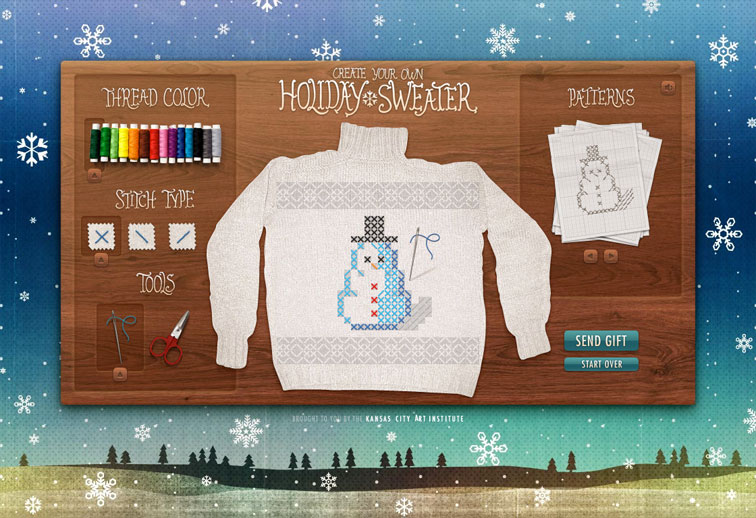 CREATE YOUR OWN
HOLIDAY SWEATER
THREAD COLOR
STITCH TYPE
TOOLS
PATTERNS
SEND GIFT
START OVER
BROUGHT TO YOU BY THE KANSAS CITY ART INSTITUTE